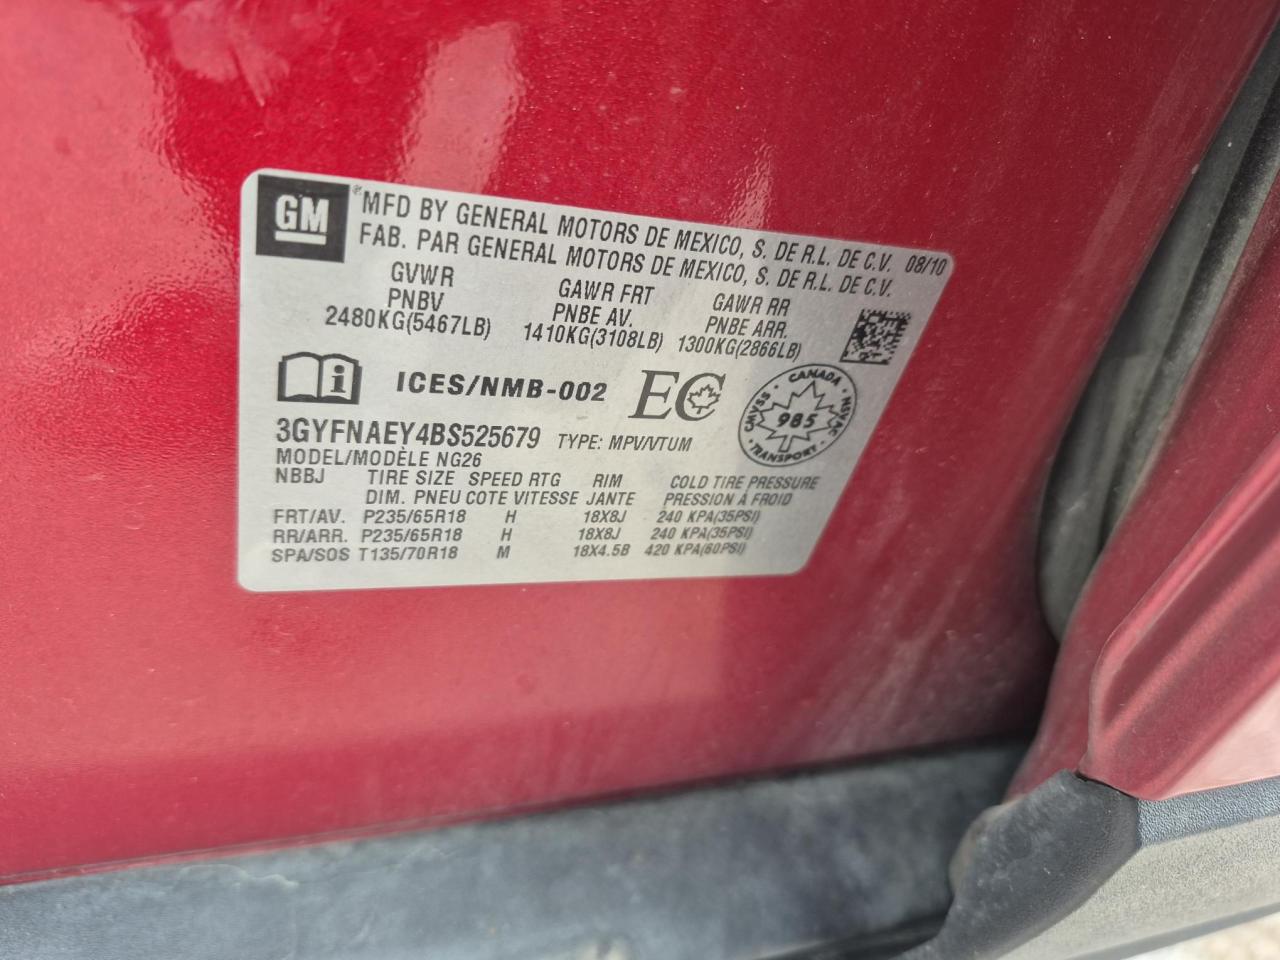 GM
®MFD BY GENERAL MOTORS DE MEXICO, S. DE R.L. DE C.V. 08/10
FAB. PAR GENERAL MOTORS DE MEXICO, S. DE R.L. DE C.V.
GVWR GAWR FRT GAWR RR
PNBV PNBE AV. PNBE ARR.
2480KG(5467LB) 1410KG(3108LB) 1300KG(2866LB)
i ICES/NMB-002 EC
CANADA
CMVSS 985 NSVAC
TRANSPORT
3GYFNAEY4BS525679 TYPE: MPV/VTUM
MODEL/MODÈLE NG26
NBBJ TIRE SIZE SPEED RTG RIM COLD TIRE PRESSURE
DIM. PNEU COTE VITESSE JANTE PRESSION À FROID
FRT/AV. P235/65R18 H 18X8J 240 KPA(35PSI)
RR/ARR. P235/65R18 H 18X8J 240 KPA(35PSI)
SPA/SOS T135/70R18 M 18X4.5B 420 KPA(60PSI)